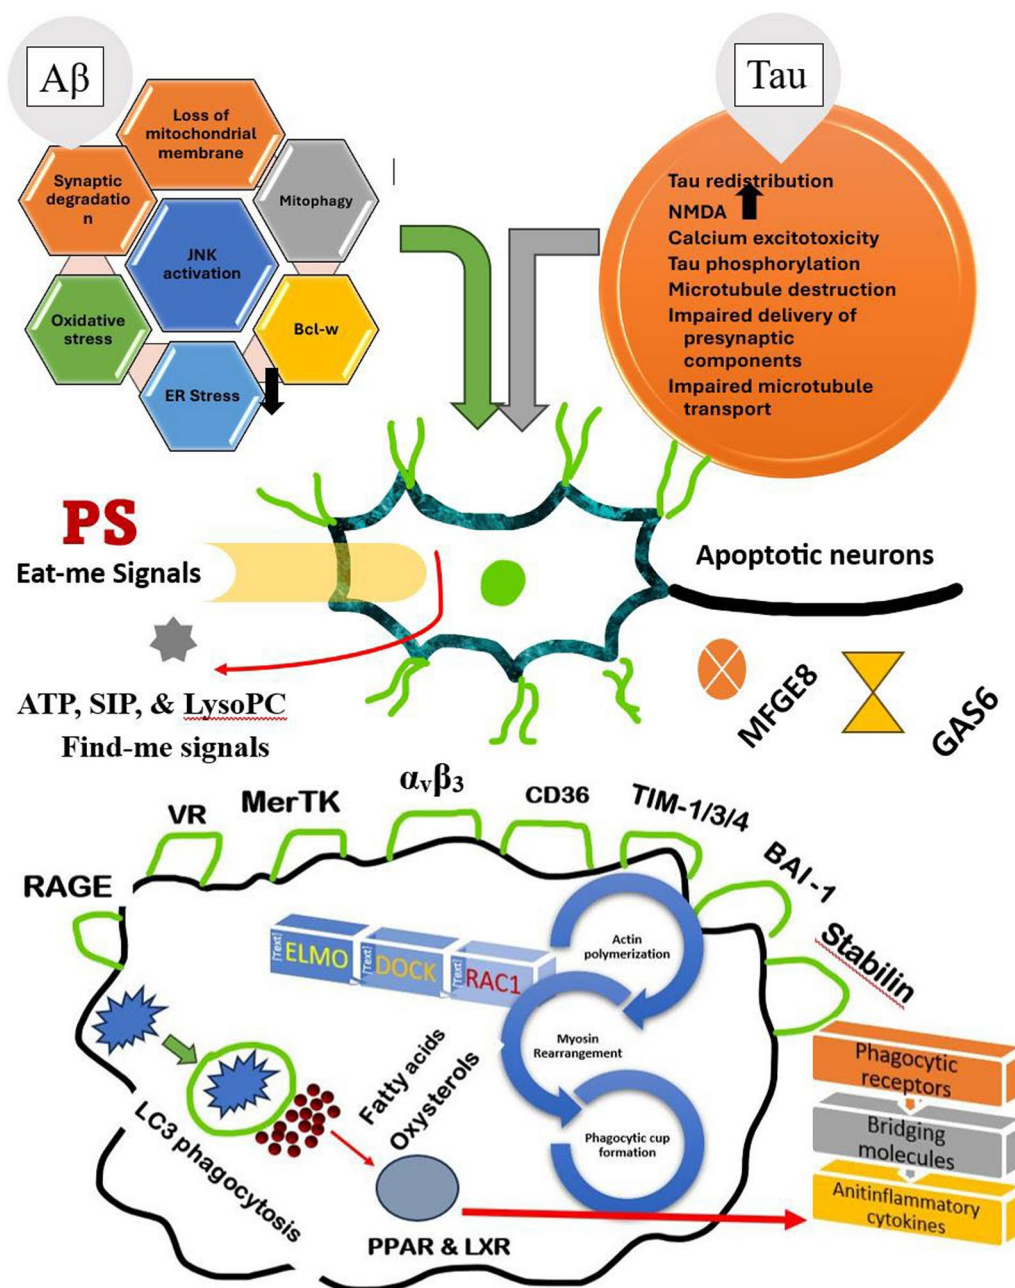 Aβ
Tau
Loss of
mitochondrial
membrane
Synaptic
degradatio
n
Mitophagy
JNK
activation
Oxidative
stress
Bcl-w
ER Stress
Tau redistribution
NMDA
Calcium excitotoxicity
Tau phosphorylation
Microtubule destruction
Impaired delivery of
presynaptic
components
Impaired microtubule
transport
PS
Eat-me Signals
Apoptotic neurons
ATP, SIP, & LysoPC
Find-me signals
MFGE8
GAS6
RAGE
VR
MerTK
αvβ3
CD36
TIM-1/3/4
BAI-1
Stabilin
[Text]
ELMO
[Text]
DOCK
[Text]
RAC1
Actin
polymerization
Myosin
Rearrangement
Phagocytic cup
formation
LC3 phagocytosis
Fatty acids
Oxysterols
PPAR & LXR
Phagocytic
receptors
Bridging
molecules
Anitinflammatory
cytokines